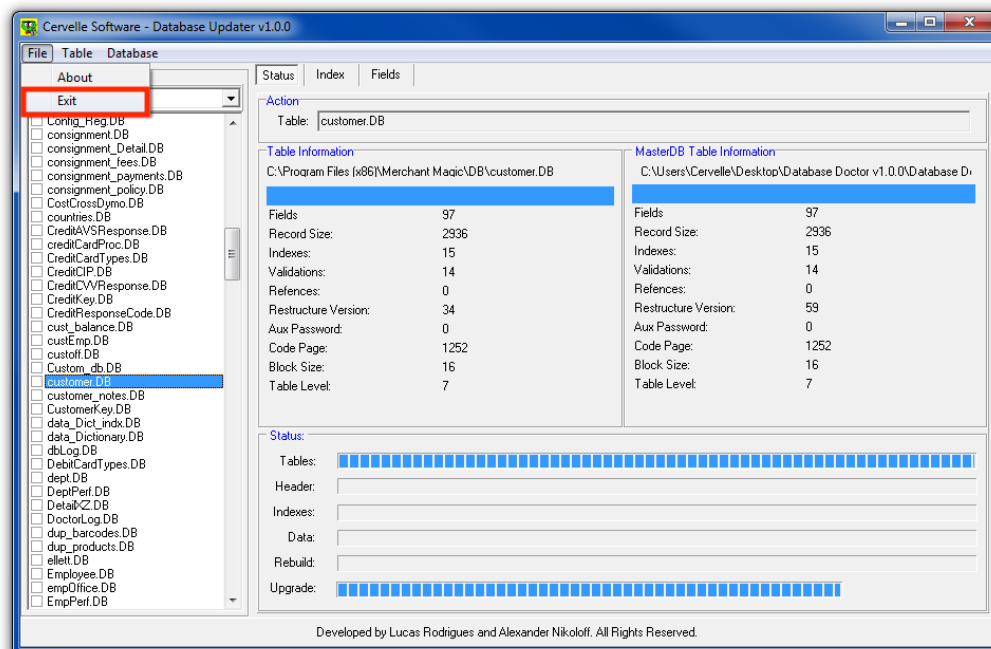 Cervelle Software - Database Updater v1.0.0
File Table Database
About
Exit
Config_Reg.DB
consignment.DB
consignment_Detail.DB
consignment_fees.DB
consignment_payments.DB
consignment_policy.DB
CostCrossDymo.DB
countries.DB
CreditAVSResponse.DB
creditCardProc.DB
CreditCardTypes.DB
CreditCIP.DB
CreditCVVResponse.DB
CreditKey.DB
CreditResponseCode.DB
cust_balance.DB
custEmp.DB
custoff.DB
Custom_db.DB
customer.DB
customer_notes.DB
CustomerKey.DB
data_Dict_indx.DB
data_Dictionary.DB
dbLog.DB
DebitCardTypes.DB
dept.DB
DeptPerf.DB
DetailXZ.DB
DoctorLog.DB
dup_barcodes.DB
dup_products.DB
ellett.DB
Employee.DB
empOffice.DB
EmpPerf.DB
Status Index Fields
Action
Table: customer.DB
Table Information
C:\Program Files (x86)\Merchant Magic\DB\customer.DB
Fields 97
Record Size: 2936
Indexes: 15
Validations: 14
Refences: 0
Restructure Version: 34
Aux Password: 0
Code Page: 1252
Block Size: 16
Table Level: 7
MasterDB Table Information
C:\Users\Cervelle\Desktop\Database Doctor v1.0.0\Database
Fields 97
Record Size: 2936
Indexes: 15
Validations: 14
Refences: 0
Restructure Version: 59
Aux Password: 0
Code Page: 1252
Block Size: 16
Table Level: 7
Status:
Tables:
Header:
Indexes:
Data:
Rebuild:
Upgrade:
Developed by Lucas Rodrigues and Alexander Nikoloff. All Rights Reserved.